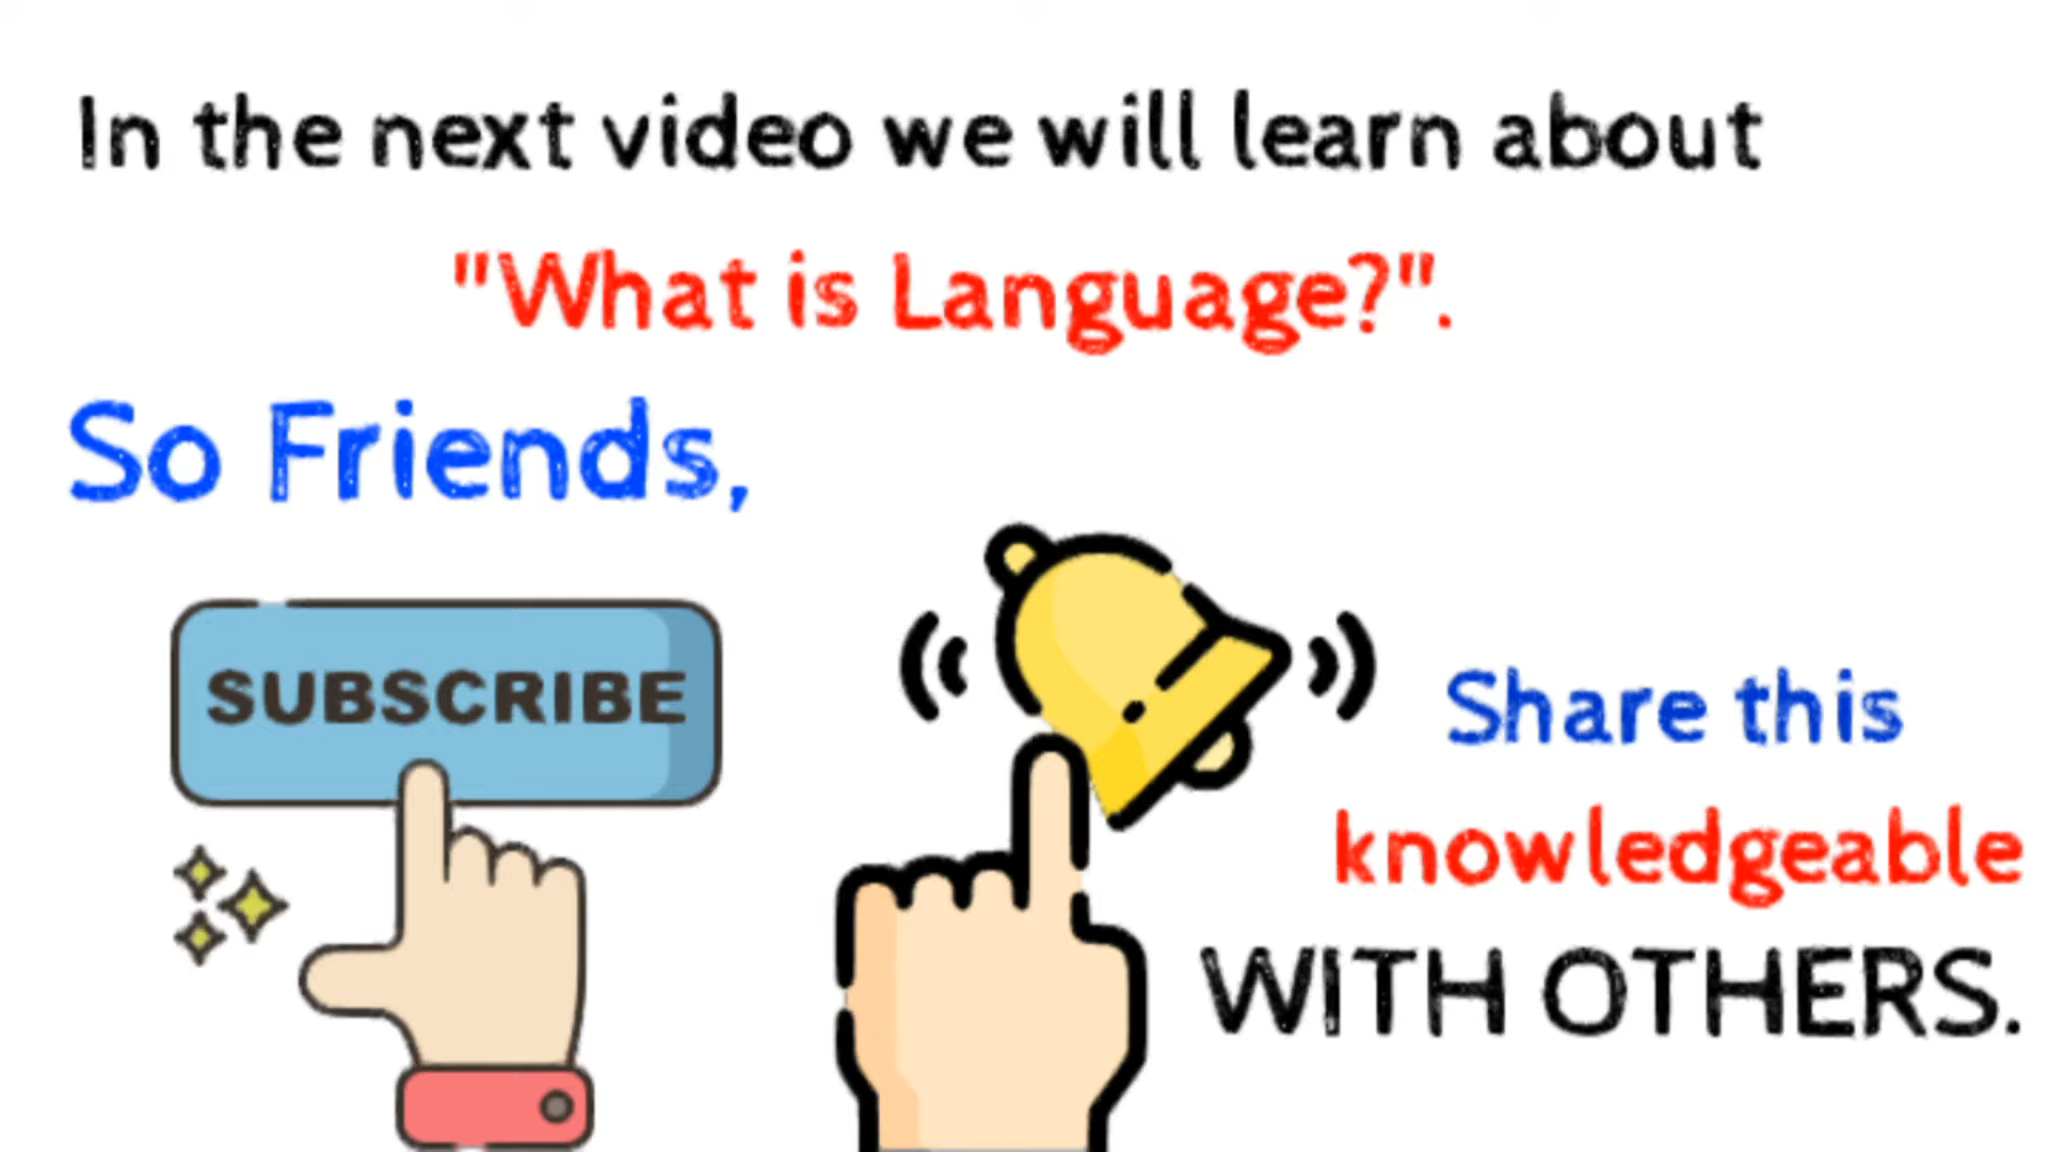 In the next video we will learn about
"What is Language?".
So Friends,
SUBSCRIBE
Share this
knowledgeable
WITH OTHERS.